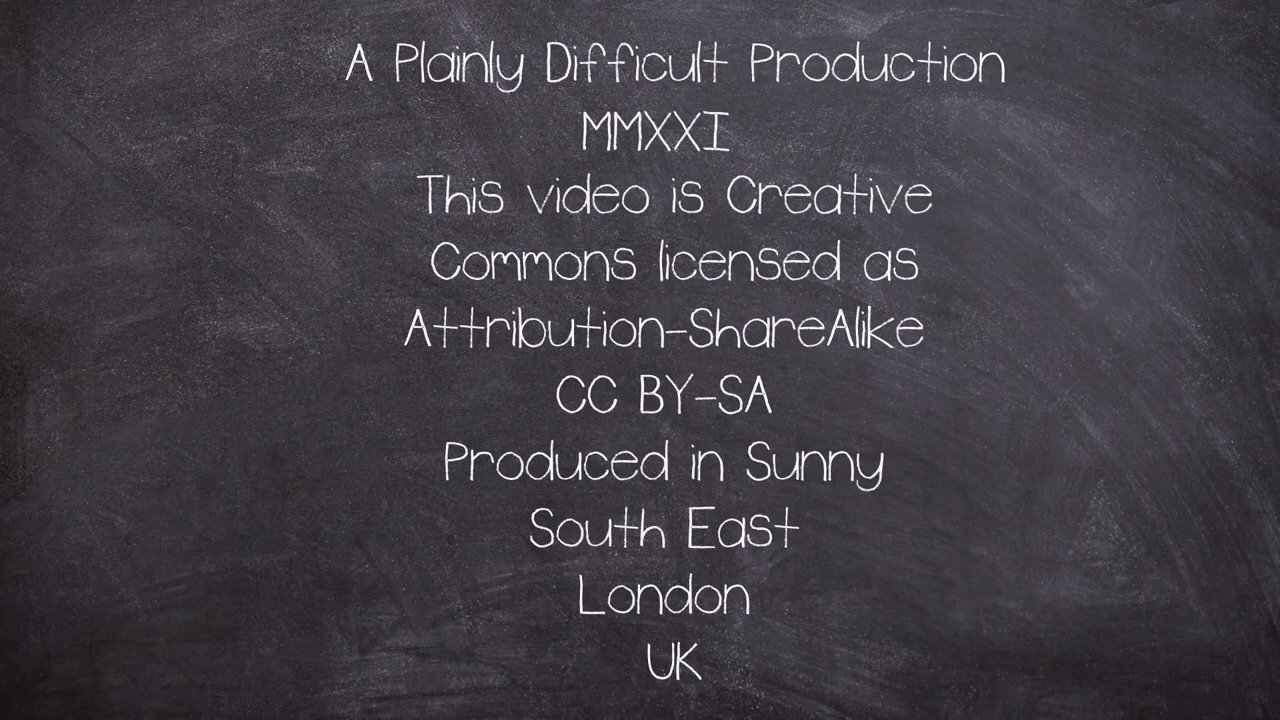 A Plainly Difficult Production
MMXXI
This video is Creative
Commons licensed as
Attribution-ShareAlike
CC BY-SA
Produced in Sunny
South East
London
UK